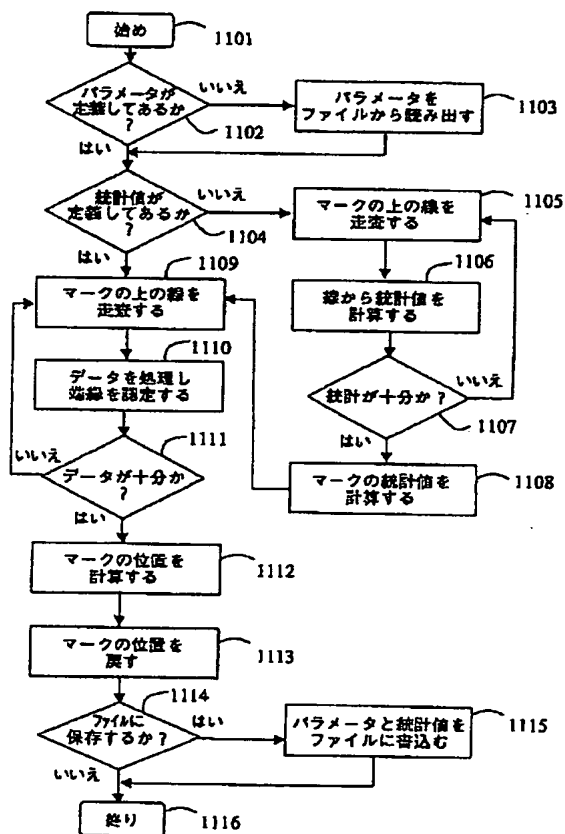 始め
1101
パラメータが
定義してあるか
?
いいえ
1102
はい
パラメータを
ファイルから読み出す
1103
統計値が
定義してあるか
?
いいえ
1104
はい
マークの上の線を
走査する
1105
線から統計値を
計算する
1106
統計が十分か?
いいえ
1107
はい
マークの統計値を
計算する
1108
マークの上の線を
走査する
1109
データを処理し
端線を認定する
1110
データが十分か
?
いいえ
1111
はい
マークの位置を
計算する
1112
マークの位置を
戻す
1113
ファイルに
保存するか?
1114
はい
いいえ
パラメータと統計値を
ファイルに書込む
1115
終り
1116